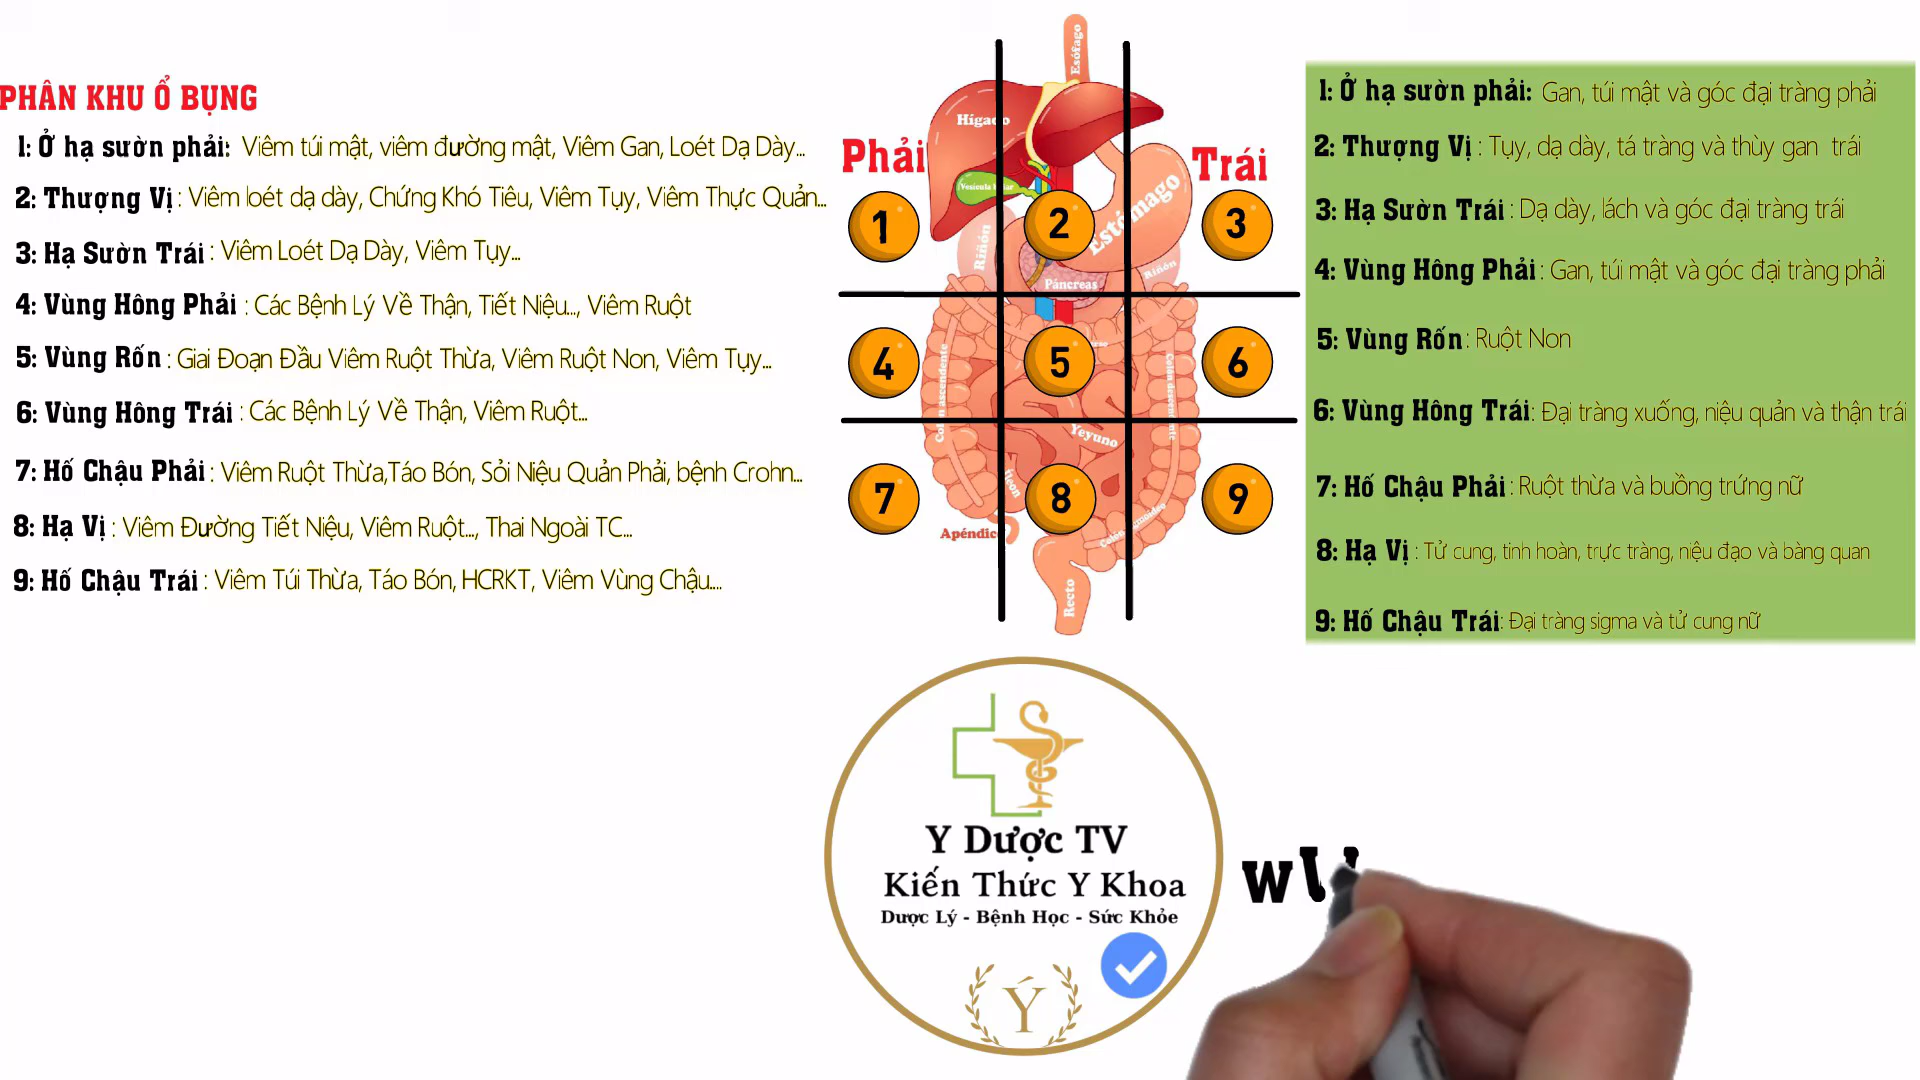 PHÂN KHU Ổ BỤNG
1: Ở hạ sườn phải: Viêm túi mật, viêm đường mật, Viêm Gan, Loét Dạ Dày...
2: Thượng Vị : Viêm loét dạ dày, Chứng Khó Tiêu, Viêm Tụy, Viêm Thực Quản...
3: Hạ Sườn Trái : Viêm Loét Dạ Dày, Viêm Tụy...
4: Vùng Hông Phải : Các Bệnh Lý Về Thận, Tiết Niệu..., Viêm Ruột
5: Vùng Rốn : Giai Đoạn Đầu Viêm Ruột Thừa, Viêm Ruột Non, Viêm Tụy...
6: Vùng Hông Trái : Các Bệnh Lý Về Thận, Viêm Ruột...
7: Hố Chậu Phải : Viêm Ruột Thừa,Táo Bón, Sỏi Niệu Quản Phải, bệnh Crohn...
8: Hạ Vị : Viêm Đường Tiết Niệu, Viêm Ruột..., Thai Ngoài TC...
9: Hố Chậu Trái : Viêm Túi Thừa, Táo Bón, HCRKT, Viêm Vùng Chậu....
Esófago
Hígado
Phải
Trái
Estómago
Riñón
Riñón
Páncreas
1
2
3
4
5
6
7
8
9
Yeyuno
Apéndice
Recto
1: Ở hạ sườn phải: Gan, túi mật và góc đại tràng phải
2: Thượng Vị : Tụy, dạ dày, tá tràng và thùy gan trái
3: Hạ Sườn Trái : Dạ dày, lách và góc đại tràng trái
4: Vùng Hông Phải : Gan, túi mật và góc đại tràng phải
5: Vùng Rốn : Ruột Non
6: Vùng Hông Trái: Đại tràng xuống, niệu quản và thận trái
7: Hố Chậu Phải : Ruột thừa và buồng trứng nữ
8: Hạ Vị : Tử cung, tinh hoàn, trực tràng, niệu đạo và bàng quan
9: Hố Chậu Trái: Đại tràng sigma và tử cung nữ
Y Dược TV
Kiến Thức Y Khoa
Dược Lý - Bệnh Học - Sức Khỏe
Ý